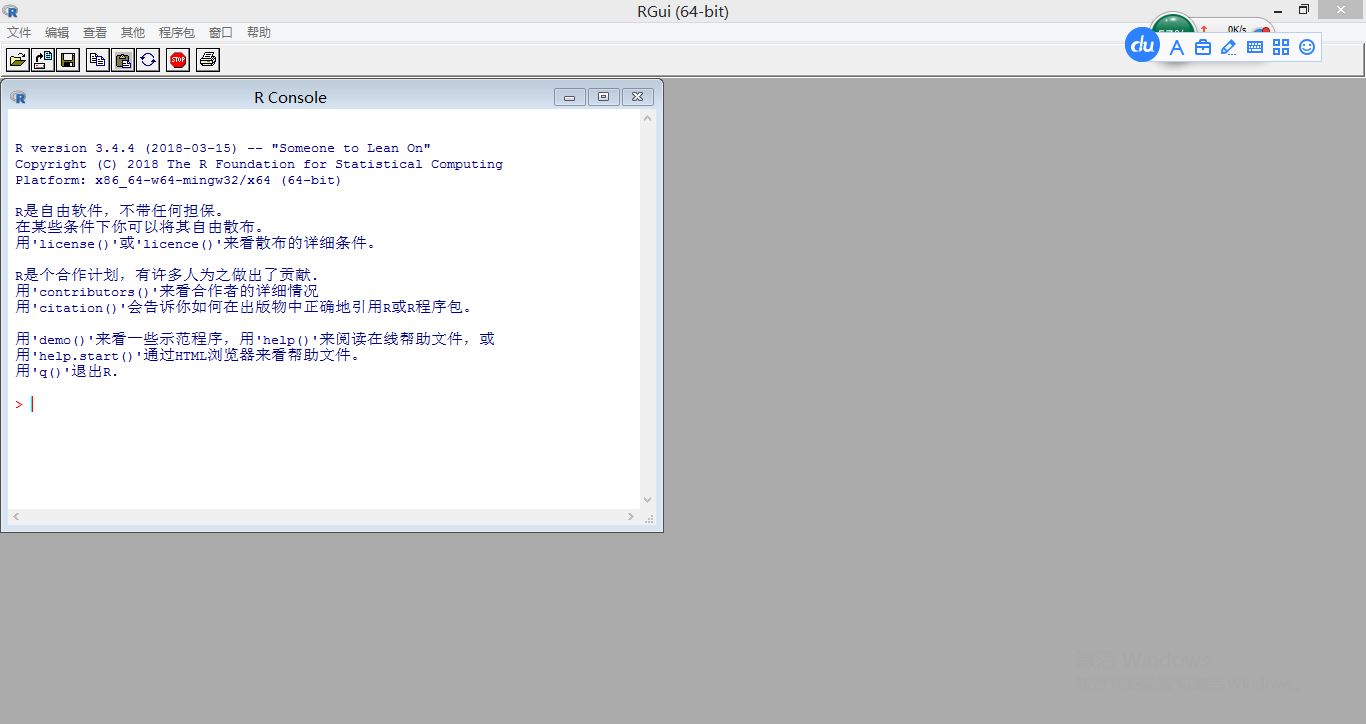 RGui (64-bit)
文件 编辑 查看 其他 程序包 窗口 帮助
0K/s
du
STOP
R Console
R version 3.4.4 (2018-03-15) -- "Someone to Lean On"
Copyright (C) 2018 The R Foundation for Statistical Computing
Platform: x86_64-w64-mingw32/x64 (64-bit)
R是自由软件，不带任何担保。
在某些条件下你可以将其自由散布。
用'license()'或'licence()'来看散布的详细条件。
R是个合作计划，有许多人为之做出了贡献.
用'contributors()'来看合作者的详细情况
用'citation()'会告诉你如何在出版物中正确地引用R或R程序包。
用'demo()'来看一些示范程序，用'help()'来阅读在线帮助文件，或
用'help.start()'通过HTML浏览器来看帮助文件。
用'q()'退出R.
>
激活 Windows